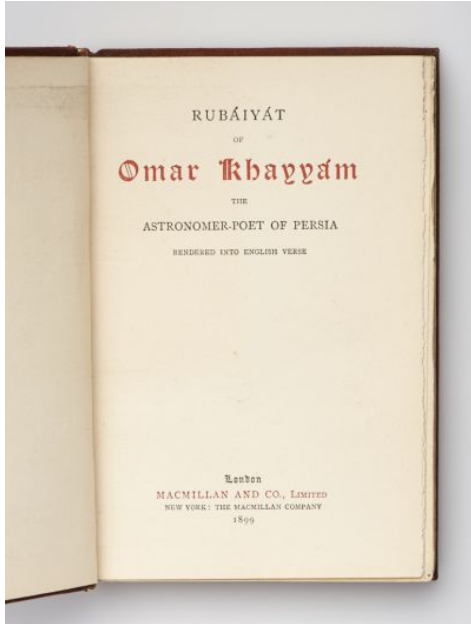 RUBÁIYÁT
OF
Omar Khayyám
THE
ASTRONOMER-POET OF PERSIA
RENDERED INTO ENGLISH VERSE
London
MACMILLAN AND CO., LIMITED
NEW YORK: THE MACMILLAN COMPANY
1899